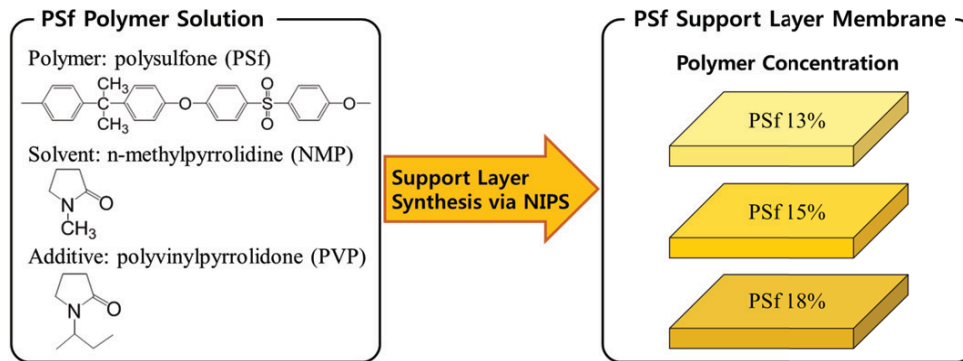 PSf Polymer Solution
Polymer: polysulfone (PSf)
CH3
CH3
O
O
S
O
O
Solvent: n-methylpyrrolidine (NMP)
N
O
CH3
Additive: polyvinylpyrrolidone (PVP)
N
O
Support Layer
Synthesis via NIPS
PSf Support Layer Membrane
Polymer Concentration
PSf 13%
PSf 15%
PSf 18%